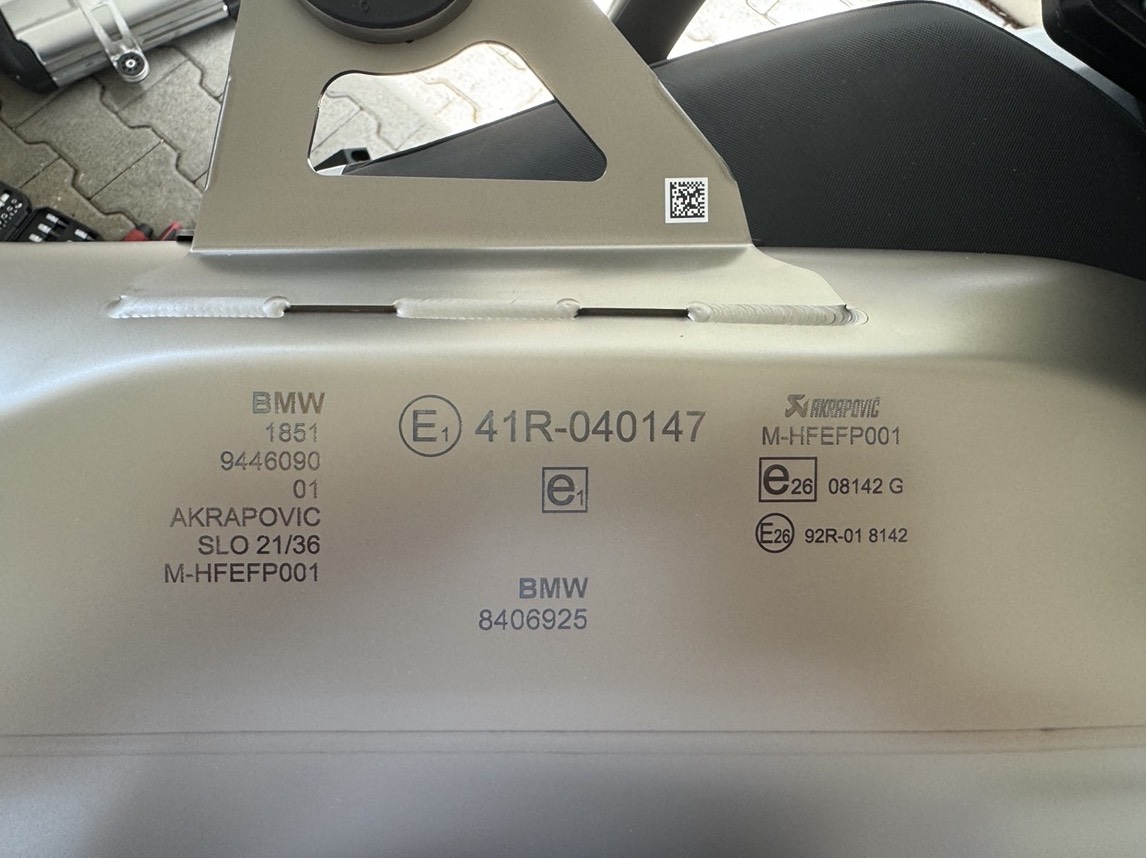 BMW
1851
9446090
01
AKRAPOVIC
SLO 21/36
M-HFEFP001
E1 41R-040147
e1
BMW
8406925
AKRAPOVIČ
M-HFEFP001
e26 08142 G
E26 92R-01 8142